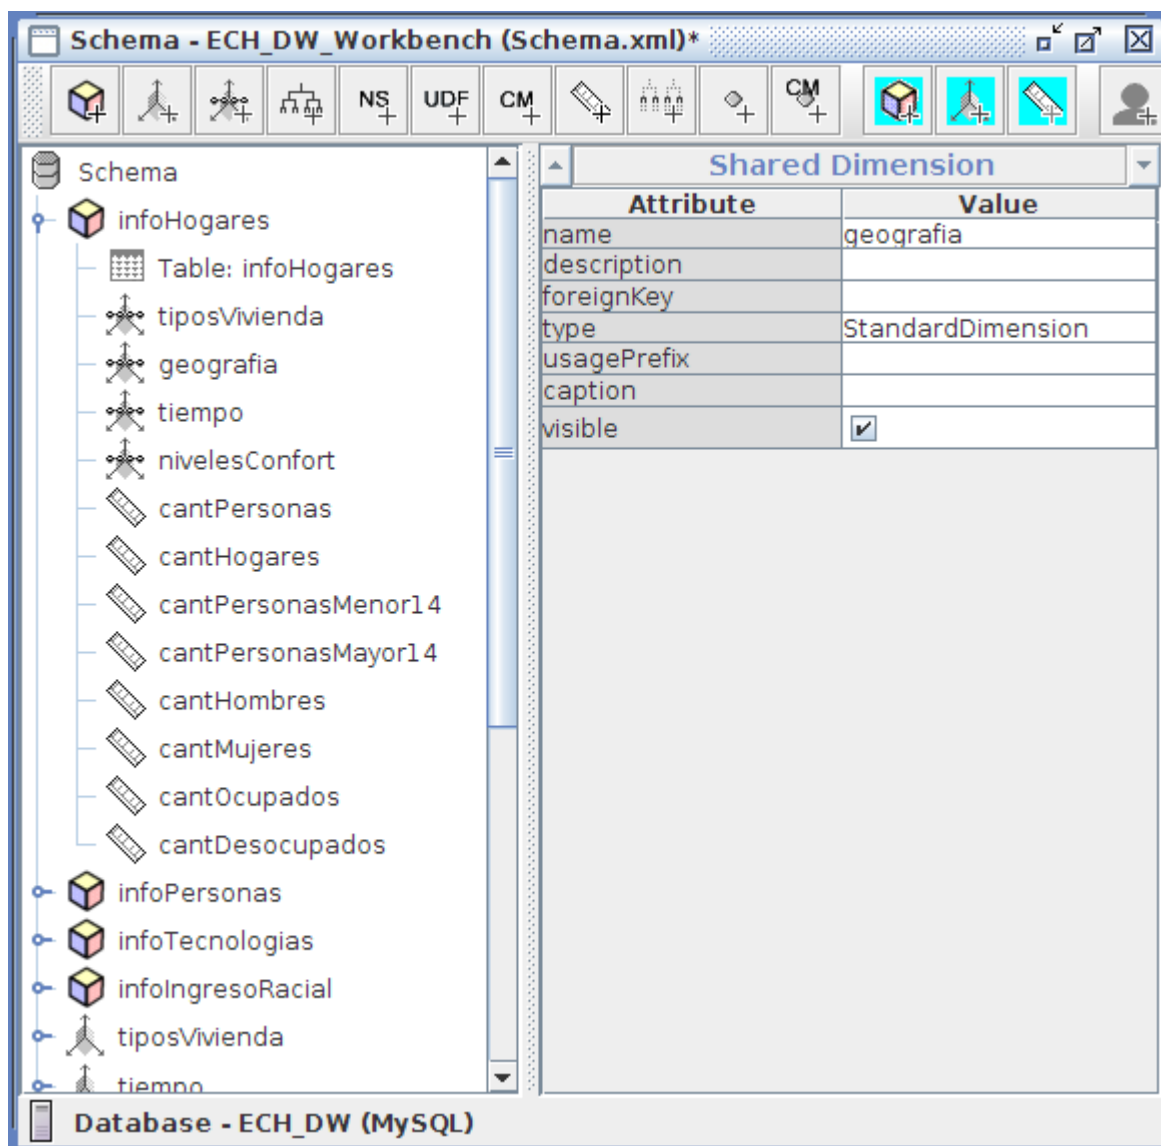 Schema - ECH_DW_Workbench (Schema.xml)*
NS UDF CM CM
Schema
infoHogares
Table: infoHogares
tiposVivienda
geografia
tiempo
nivelesConfort
cantPersonas
cantHogares
cantPersonasMenor14
cantPersonasMayor14
cantHombres
cantMujeres
cantOcupados
cantDesocupados
infoPersonas
infoTecnologias
infoIngresoRacial
tiposVivienda
tiempo
Shared Dimension
Attribute Value
name geografia
description
foreignKey
type StandardDimension
usagePrefix
caption
visible
Database - ECH_DW (MySQL)